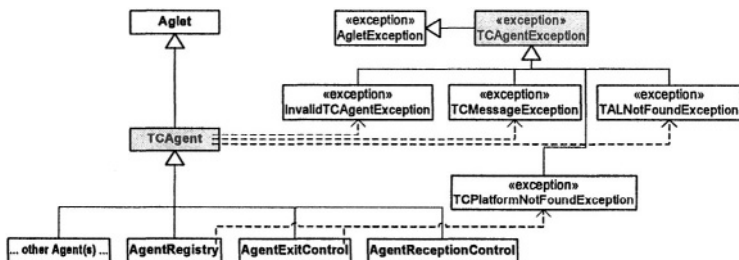 Aglet
«exception»
AgletException
«exception»
TCAgentException
«exception»
InvalidTCAgentException
«exception»
TCMessageException
«exception»
TALNotFoundException
TCAgent
«exception»
TCPlatformNotFoundException
... other Agent(s) ...
AgentRegistry
AgentExitControl
AgentReceptionControl